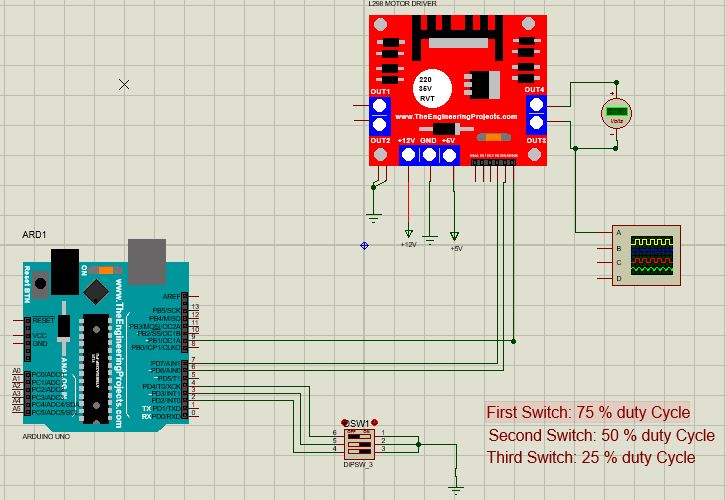 L298 MOTOR DRIVER
220
35V
RVT
OUT1
OUT4
www.TheEngineeringProjects.com
OUT2
+12V
GND
+5V
OUT3
Volts
+12V
+5V
A
B
C
D
ARD1
Reset BTN
ON
www.TheEngineeringProjects.com
RESET
VCC
GND
AREF
PB5/SCK
13
PB4/MISO
12
PB3/MOSI/OC2A
11
PB2/SS/OC1B
10
PB1/OC1A
9
PB0/ICP1/CLKO
8
PD7/AIN1
7
PD6/AIN0
6
PD5/T1
5
PD4/T0/XCK
4
PD3/INT1
3
PD2/INT0
2
TX
PD1/TXD
1
RX
PD0/RXD
0
A0
PC0/ADC0
A1
PC1/ADC1
A2
PC2/ADC2
A3
PC3/ADC3
A4
PC4/ADC4/SDA
A5
PC5/ADC5/SCL
ARDUINO UNO
DSW1
OFF
ON
6
1
5
2
4
3
DIPSW_3
First Switch: 75 % duty Cycle
Second Switch: 50 % duty Cycle
Third Switch: 25 % duty Cycle